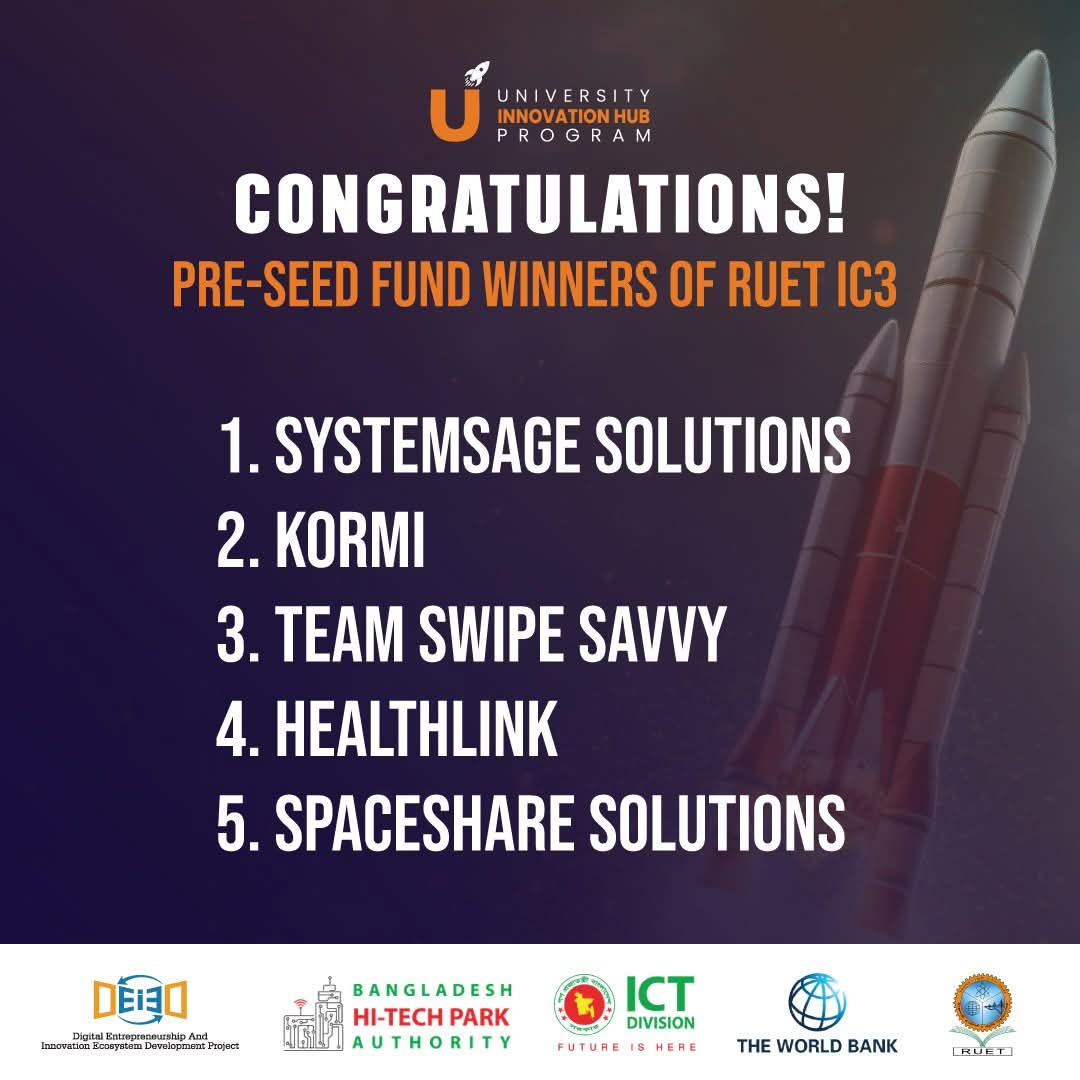 U
UNIVERSITY
INNOVATION HUB
PROGRAM
CONGRATULATIONS!
PRE-SEED FUND WINNERS OF RUET IC3
1. SYSTEMSAGE SOLUTIONS
2. KORMI
3. TEAM SWIPE SAVVY
4. HEALTHLINK
5. SPACESHARE SOLUTIONS
DEIED
Digital Entrepreneurship And
Innovation Ecosystem Development Project
BANGLADESH
HI-TECH PARK
AUTHORITY
ICT
DIVISION
FUTURE IS HERE
THE WORLD BANK
RUET